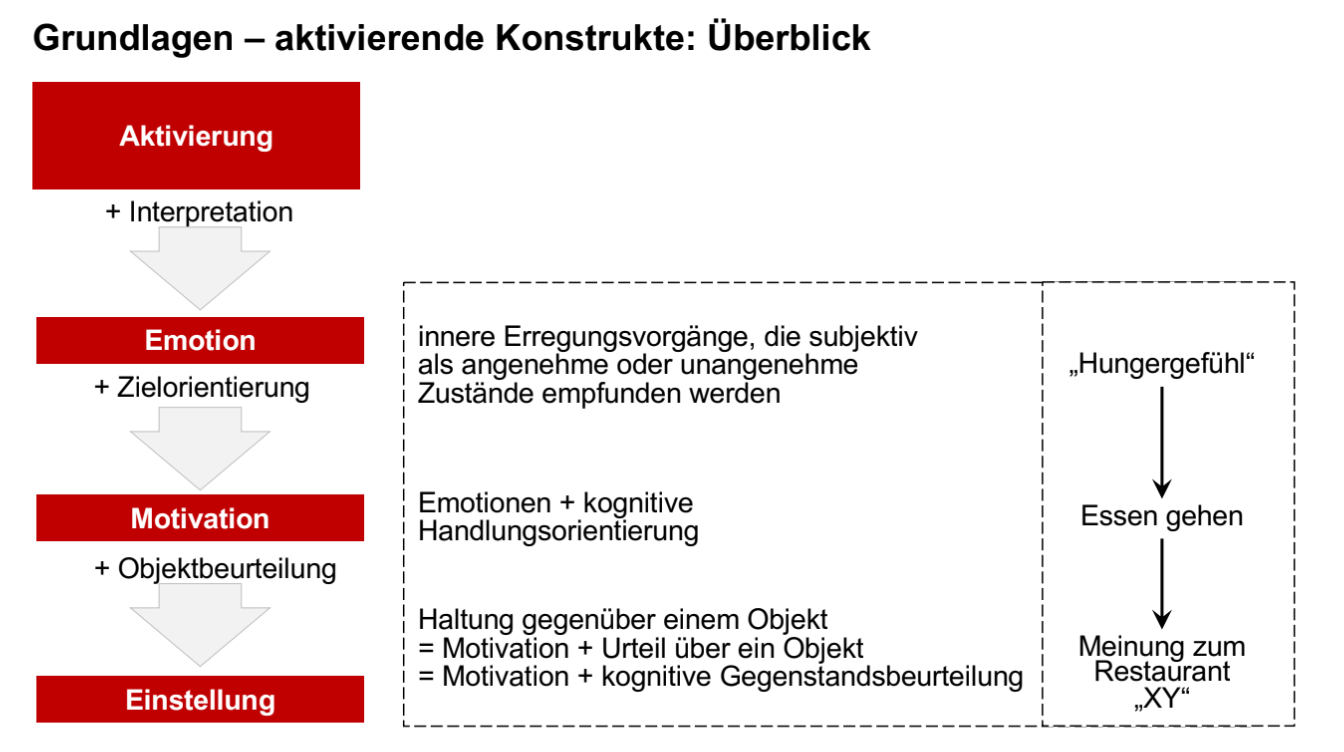 Grundlagen – aktivierende Konstrukte: Überblick
Aktivierung
+ Interpretation
Emotion
+ Zielorientierung
innere Erregungsvorgänge, die subjektiv
als angenehme oder unangenehme
Zustände empfunden werden
„Hungergefühl“
Motivation
+ Objektbeurteilung
Emotionen + kognitive
Handlungsorientierung
Essen gehen
Einstellung
Haltung gegenüber einem Objekt
= Motivation + Urteil über ein Objekt
= Motivation + kognitive Gegenstandsbeurteilung
Meinung zum
Restaurant
„XY“